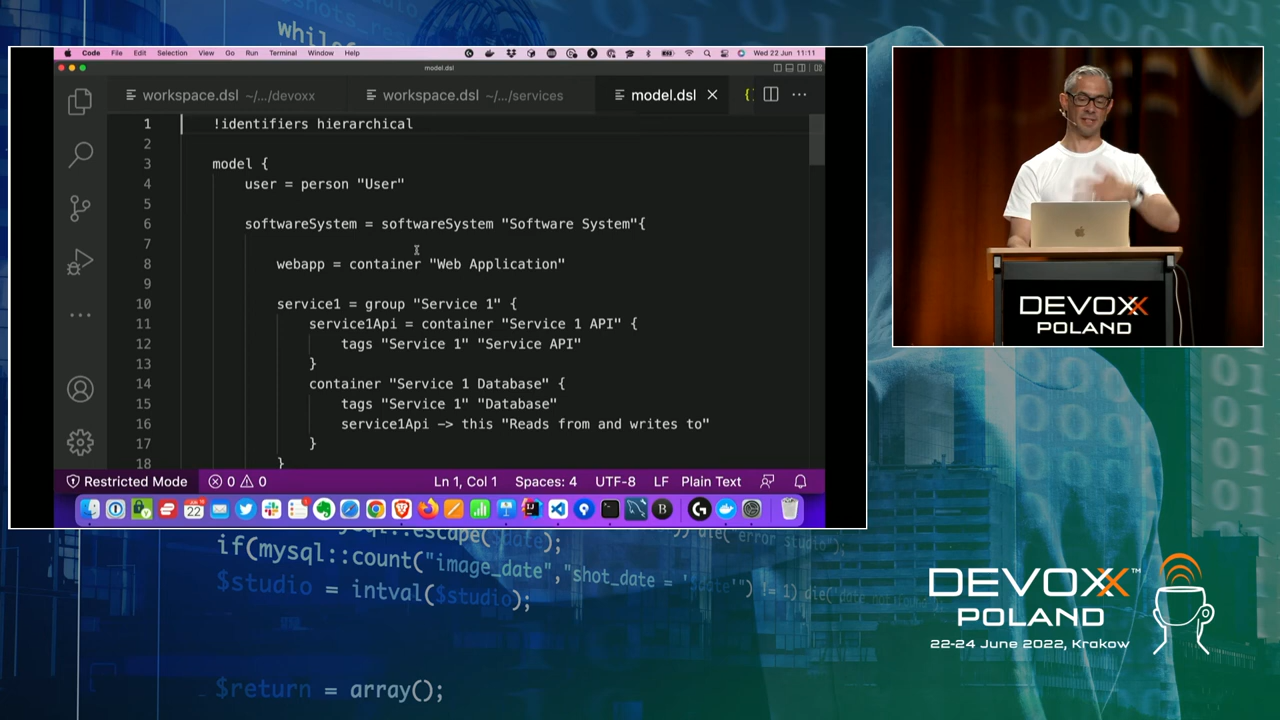 while
Code File Edit Selection View Go Run Terminal Window Help Wed 22 Jun 11:11
model.dsl
workspace.dsl ~/.../devoxx workspace.dsl ~/.../services model.dsl
1 !identifiers hierarchical
2
3 model {
4 user = person "User"
5
6 softwareSystem = softwareSystem "Software System"{
7
8 webapp = container "Web Application"
9
10 service1 = group "Service 1" {
11 service1Api = container "Service 1 API" {
12 tags "Service 1" "Service API"
13 }
14 container "Service 1 Database" {
15 tags "Service 1" "Database"
16 service1Api -> this "Reads from and writes to"
17 }
18 }
Restricted Mode 0 0 Ln 1, Col 1 Spaces: 4 UTF-8 LF Plain Text
22
DEVOXX
POLAND
if(mysql::count("image_date","shot_date = '
$studio = intval($studio);
$return = array();
DEVOXX™
POLAND
22-24 June 2022, Krakow